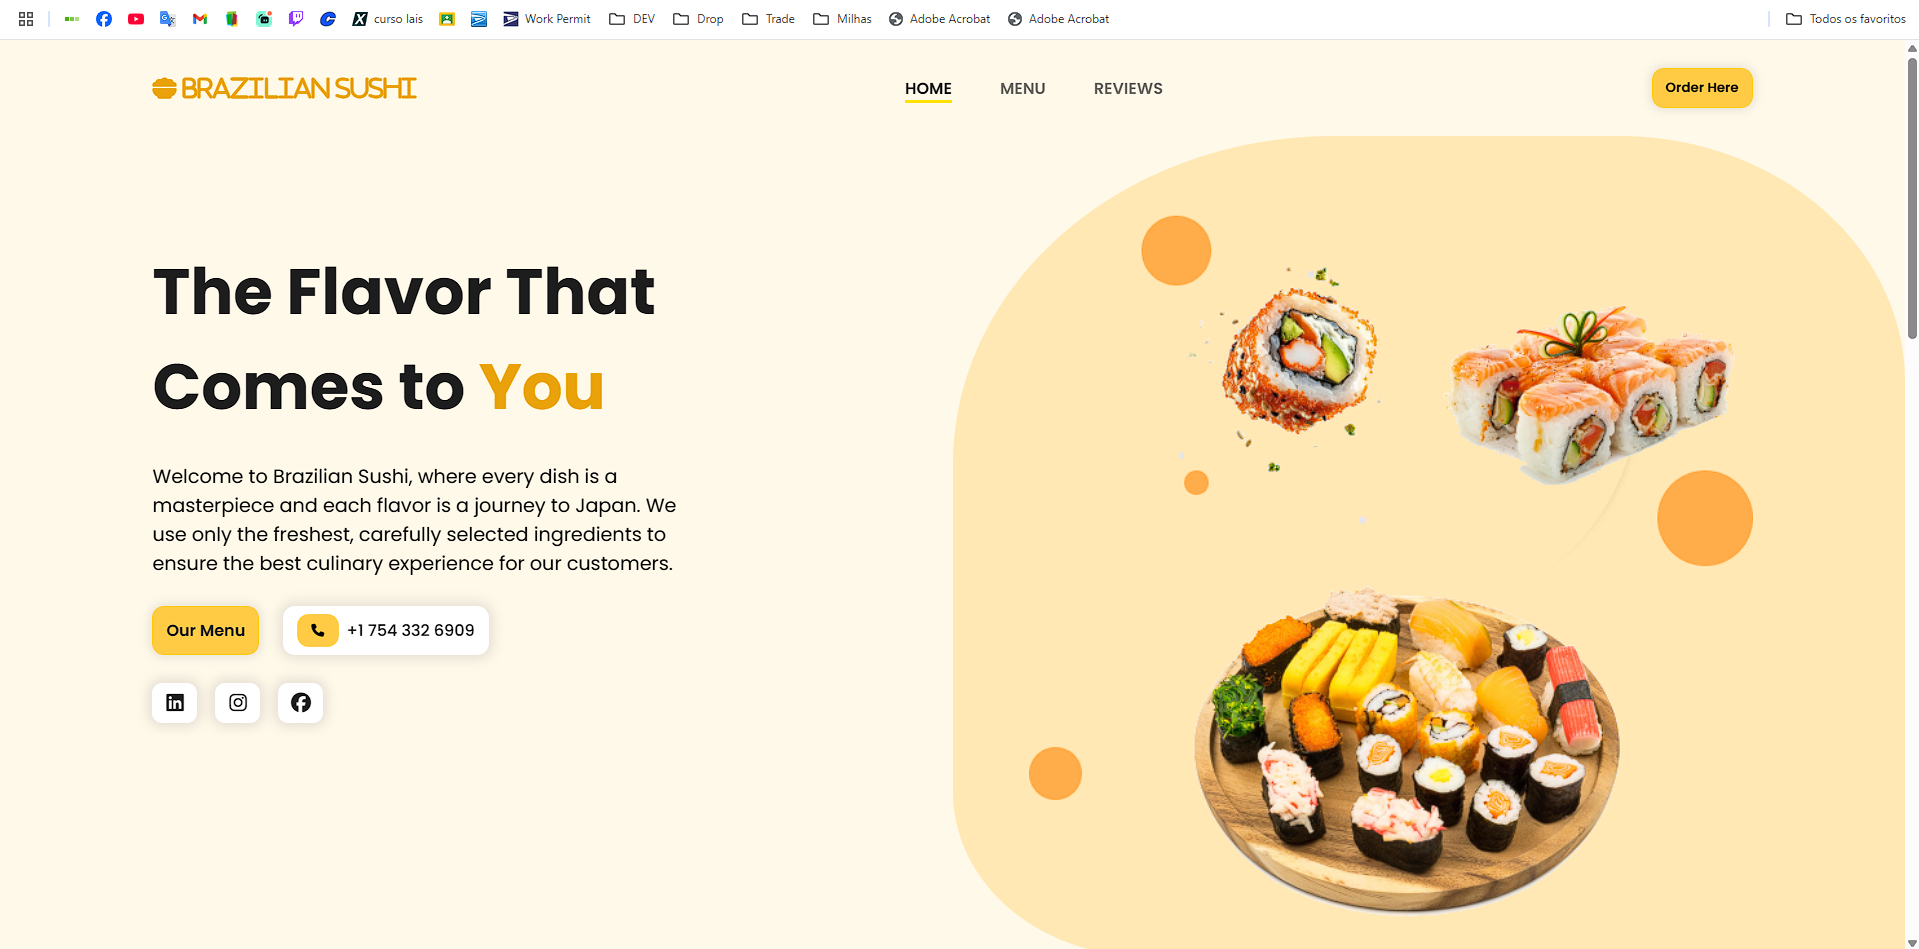 curso lais
Work Permit
DEV
Drop
Trade
Milhas
Adobe Acrobat
Adobe Acrobat
Todos os favoritos
BRAZILIAN SUSHI
HOME
MENU
REVIEWS
Order Here
The Flavor That
Comes to You
Welcome to Brazilian Sushi, where every dish is a
masterpiece and each flavor is a journey to Japan. We
use only the freshest, carefully selected ingredients to
ensure the best culinary experience for our customers.
Our Menu
+1 754 332 6909